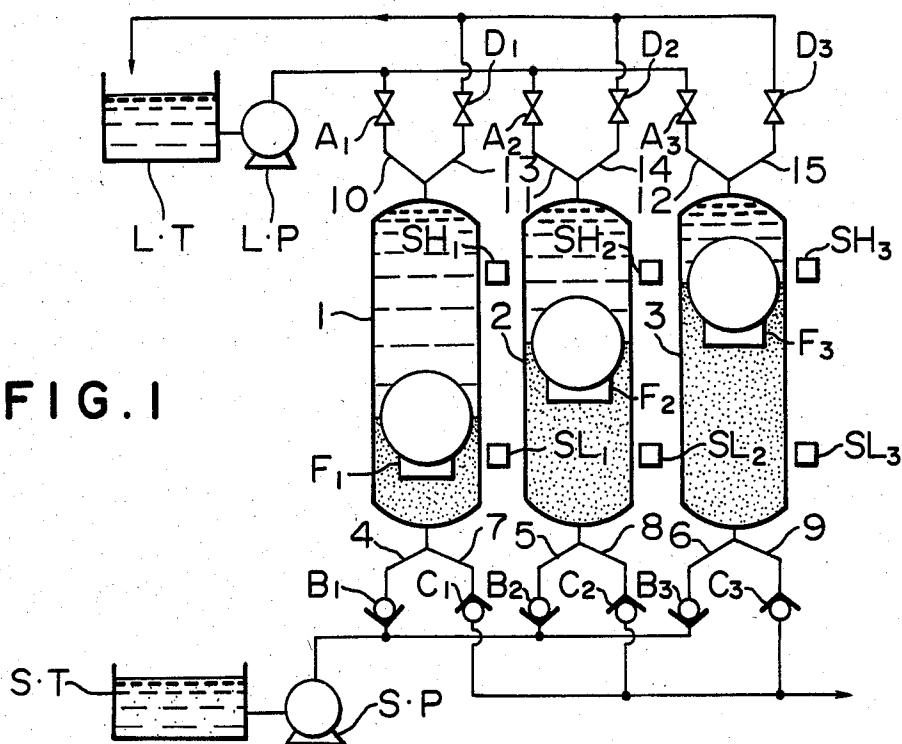 D₁ D₂ D₃
A₁ A₂ A₃
10 13 11 14 12 15
L·T L·P
SH₁ SH₂ SH₃
1 2 3
F₃
FIG.1
F₂
F₁ SL₁ SL₂ SL₃
4 7 5 8 6 9
B₁ C₁ B₂ C₂ B₃ C₃
S·T S·P